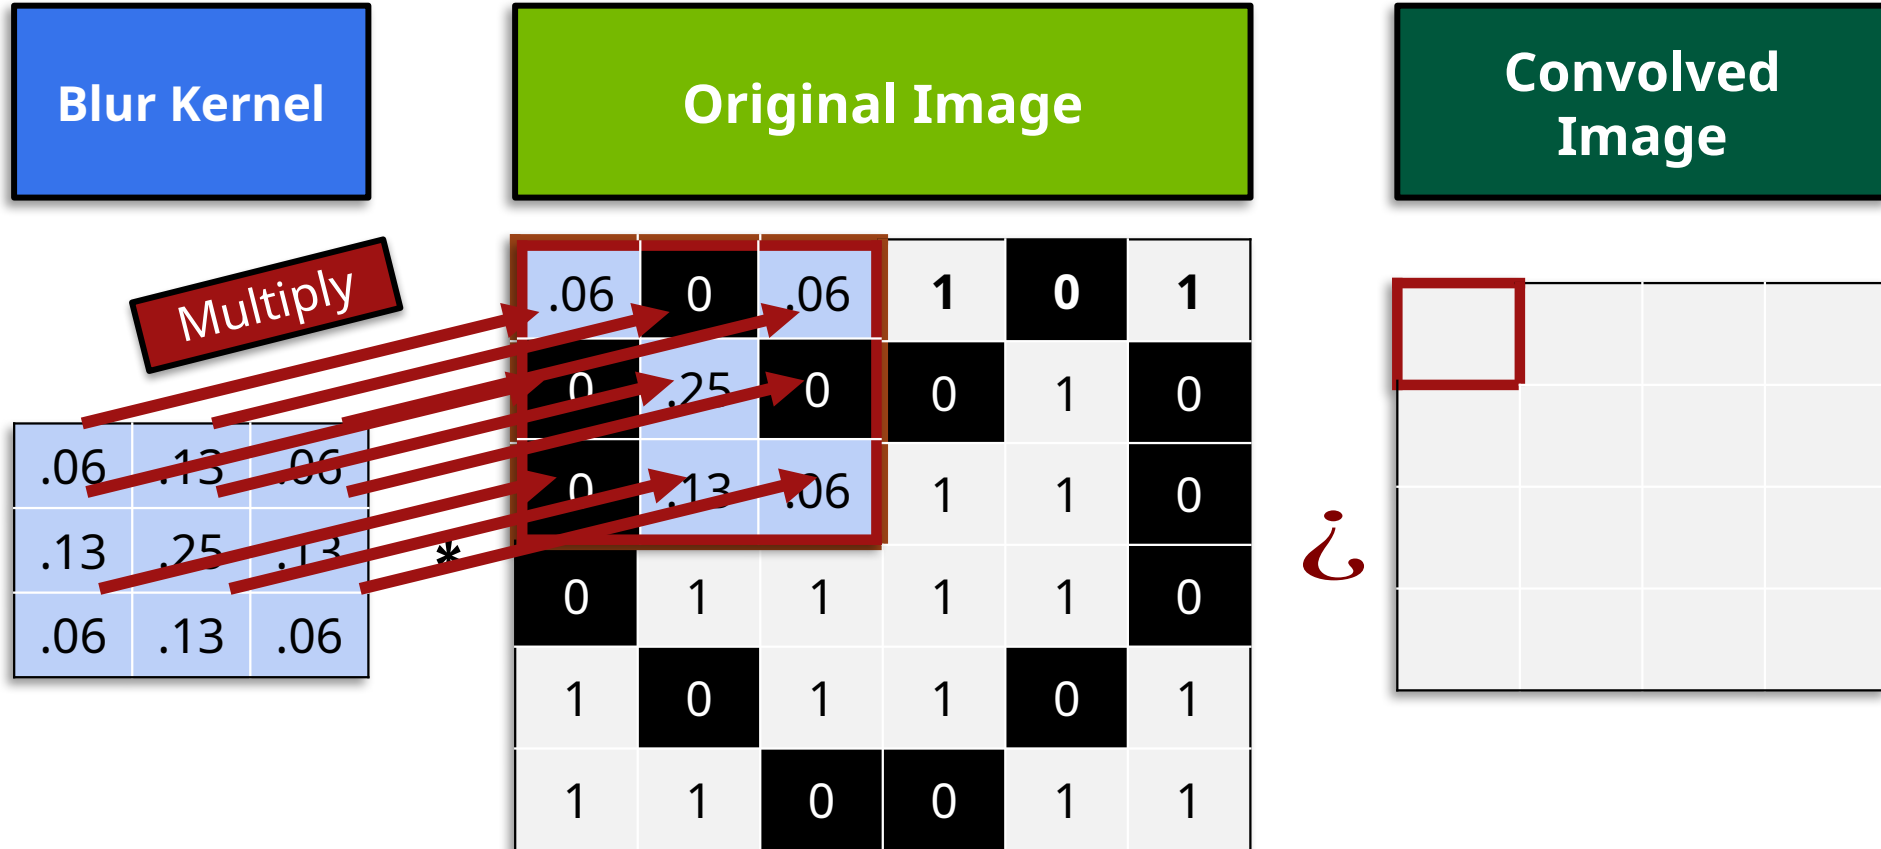 Blur Kernel
Original Image
Convolved
Image
Multiply
.06 .13 .06
.13 .25 .13
.06 .13 .06
*
.06 0 .06 1 0 1
0 .25 0 0 1 0
0 .13 .06 1 1 0
0 1 1 1 1 0
1 0 1 1 0 1
1 1 0 0 1 1
¿